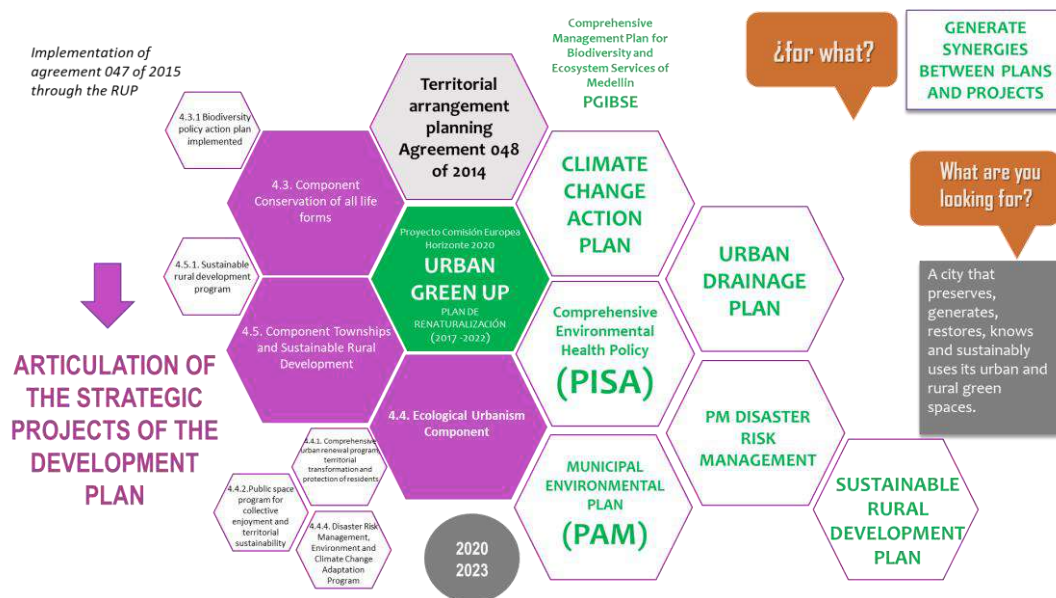 Implementation of
agreement 047 of 2015
through the RUP
4.3.1 Biodiversity
policy action plan
implemented
4.3. Component
Conservation of all life
forms
4.5.1. Sustainable
rural development
program
4.5. Component Townships
and Sustainable Rural
Development
ARTICULATION OF
THE STRATEGIC
PROJECTS OF THE
DEVELOPMENT
PLAN
Territorial
arrangement
planning
Agreement 048
of 2014
Proyecto Comisión Europea
Horizonte 2020
URBAN
GREEN UP
PLAN DE
RENATURALIZACIÓN
(2017 -2022)
4.4. Ecological Urbanism
Component
4.4.1. Comprehensive
urban renewal program,
territorial
transformation and
protection of residents
4.4.2.Public space
program for
collective
enjoyment and
territorial
sustainability
4.4.4. Disaster Risk
Management,
Environment and
Climate Change
Adaptation
Program
2020
2023
Comprehensive
Management Plan for
Biodiversity and
Ecosystem Services of
Medellín
PGIBSE
CLIMATE
CHANGE
ACTION
PLAN
Comprehensive
Environmental
Health Policy
(PISA)
MUNICIPAL
ENVIRONMENTAL
PLAN
(PAM)
URBAN
DRAINAGE
PLAN
PM DISASTER
RISK
MANAGEMENT
SUSTAINABLE
RURAL
DEVELOPMENT
PLAN
¿for what?
GENERATE
SYNERGIES
BETWEEN PLANS
AND PROJECTS
What are you
looking for?
A city that
preserves,
generates,
restores, knows
and sustainably
uses its urban and
rural green
spaces.